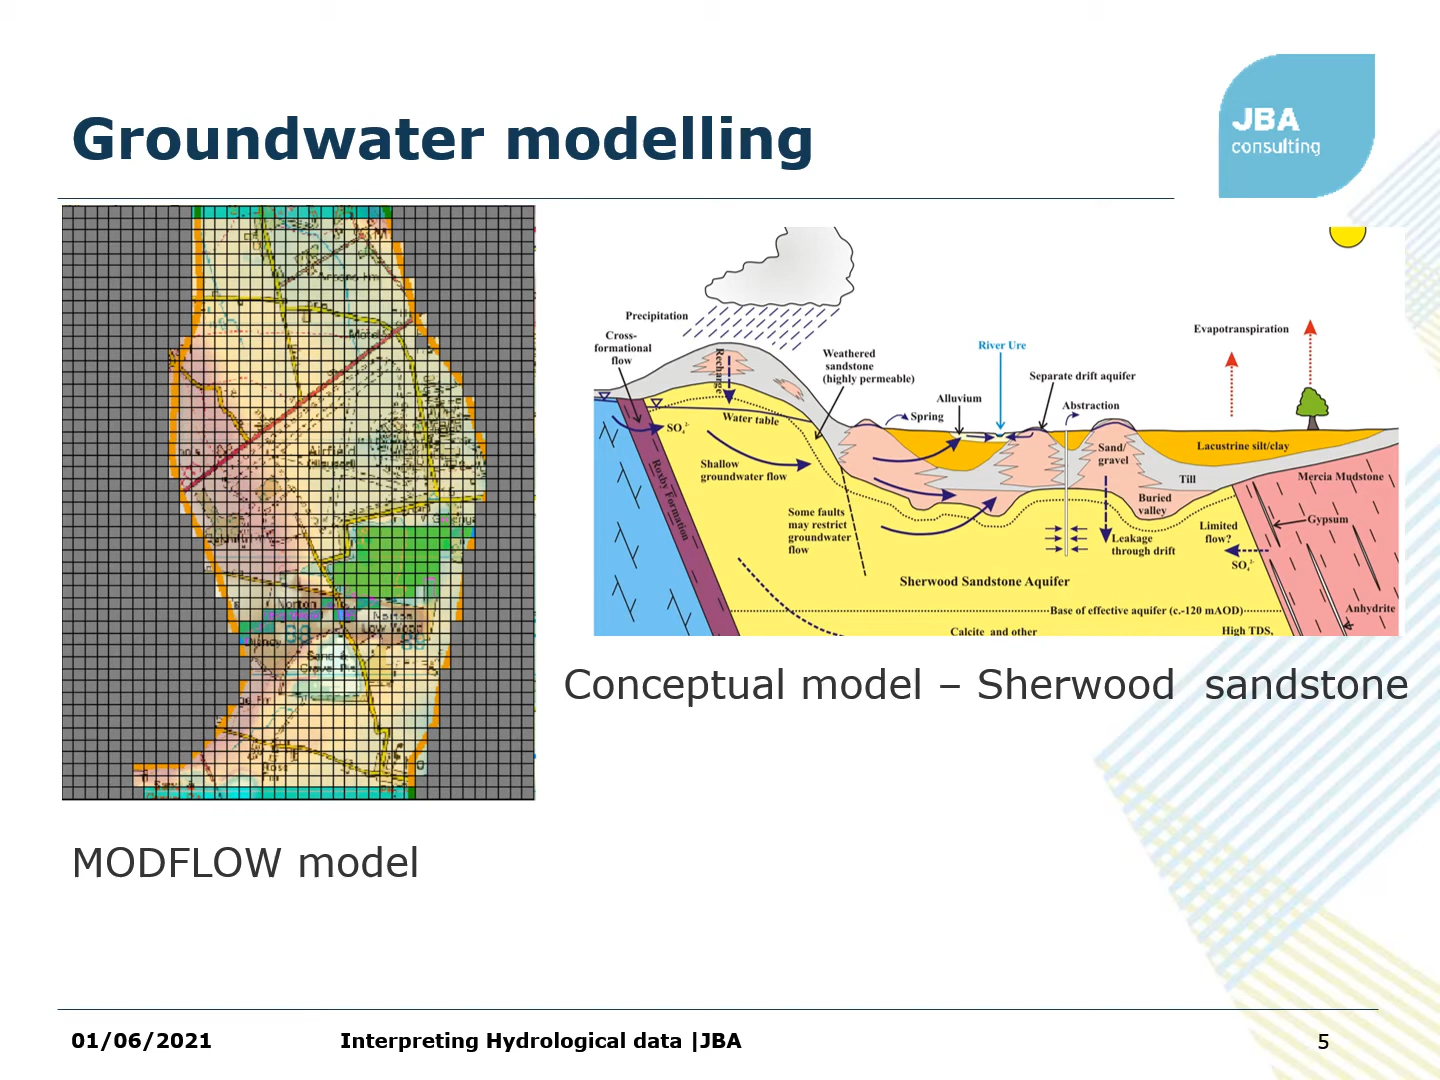 Groundwater modelling
JBA
consulting
Norton
Sand &
Precipitation
Cross-
formational
flow
Recharge
Weathered
sandstone
(highly permeable)
River Ure
Evapotranspiration
Separate drift aquifer
Alluvium
Abstraction
Spring
SO₄²⁻
Water table
Shallow
groundwater flow
Roxby Formation
Some faults
may restrict
groundwater
flow
Sand/
gravel
Lacustrine silt/clay
Till
Mercia Mudstone
Buried
valley
Gypsum
Limited
flow?
Leakage
through drift
SO₄²⁻
Sherwood Sandstone Aquifer
Base of effective aquifer (c.-120 mAOD)
Anhydrite
Calcite and other
High TDS,
Conceptual model – Sherwood sandstone
MODFLOW model
01/06/2021
Interpreting Hydrological data |JBA
5